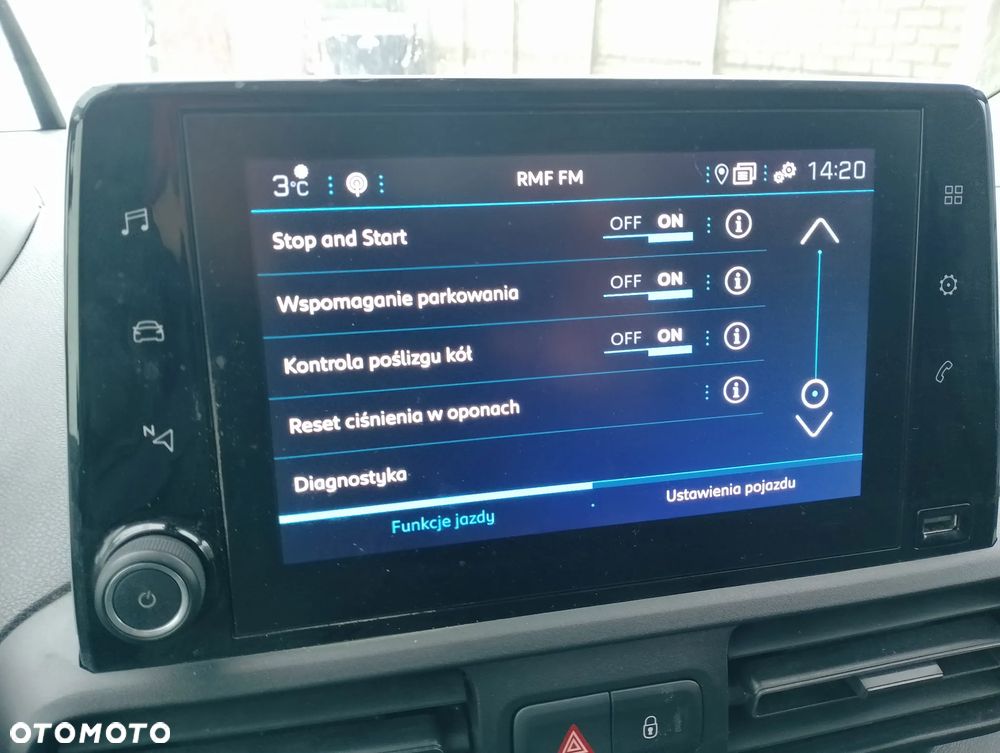 3°C RMF FM 14:20
Stop and Start OFF ON
Wspomaganie parkowania OFF ON
Kontrola poślizgu kół OFF ON
Reset ciśnienia w oponach
Diagnostyka
Funkcje jazdy Ustawienia pojazdu
N
OTOMOTO